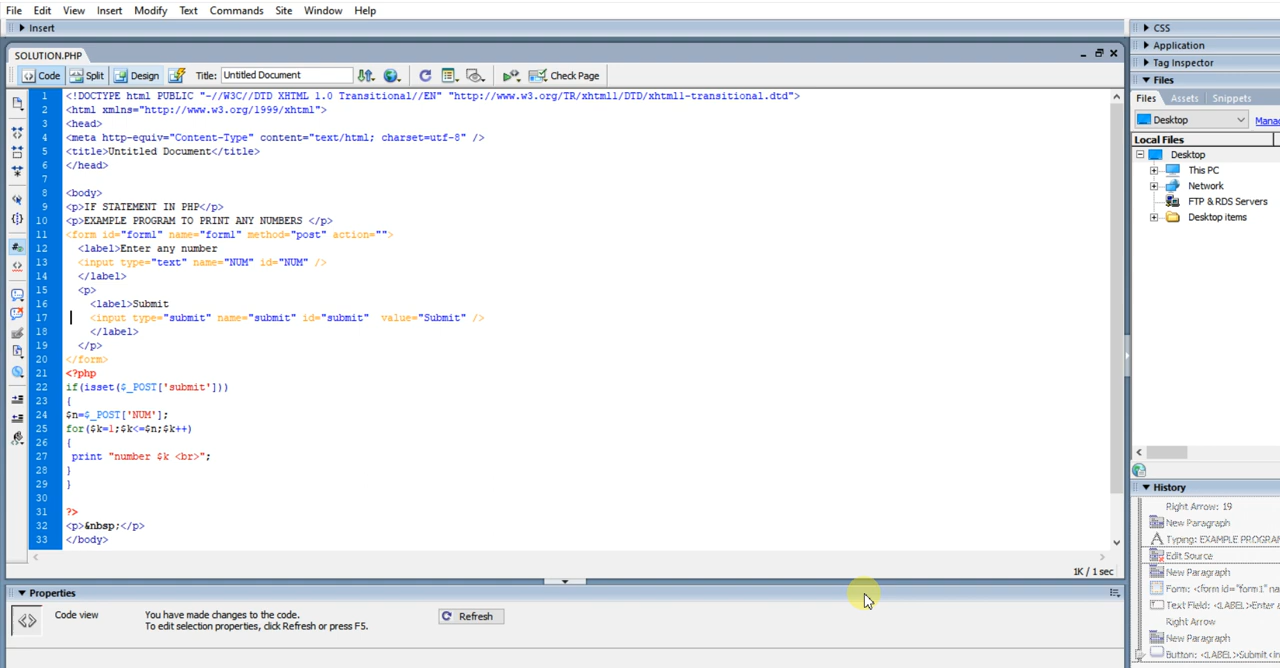 File Edit View Insert Modify Text Commands Site Window Help
Insert
SOLUTION.PHP
Code Split Design Title: Untitled Document Check Page
1 <!DOCTYPE html PUBLIC "-//W3C//DTD XHTML 1.0 Transitional//EN" "http://www.w3.org/TR/xhtml1/DTD/xhtml1-transitional.dtd">
2 <html xmlns="http://www.w3.org/1999/xhtml">
3 <head>
4 <meta http-equiv="Content-Type" content="text/html; charset=utf-8" />
5 <title>Untitled Document</title>
6 </head>
7
8 <body>
9 <p>IF STATEMENT IN PHP</p>
10 <p>EXAMPLE PROGRAM TO PRINT ANY NUMBERS </p>
11 <form id="form1" name="form1" method="post" action="">
12 <label>Enter any number
13 <input type="text" name="NUM" id="NUM" />
14 </label>
15 <p>
16 <label>Submit
17 <input type="submit" name="submit" id="submit"  value="Submit" />
18 </label>
19 </p>
20 </form>
21 <?php
22 if(isset($_POST['submit']))
23 {
24 $n=$_POST['NUM'];
25 for($k=1;$k<=$n;$k++)
26 {
27 print "number $k <br>";
28 }
29 }
30
31 ?>
32 <p>&nbsp;</p>
33 </body>
1K / 1 sec
Properties
Code view
You have made changes to the code.
To edit selection properties, click Refresh or press F5.
Refresh
CSS
Application
Tag Inspector
Files
Files Assets Snippets
Desktop Manag
Local Files
Desktop
This PC
Network
FTP & RDS Servers
Desktop items
History
Right Arrow: 19
New Paragraph
Typing: EXAMPLE PROGRAM
Edit Source
New Paragraph
Form: <form id="form1" na
Text Field: <LABEL>Enter a
Right Arrow
New Paragraph
Button: <LABEL>Submit<in